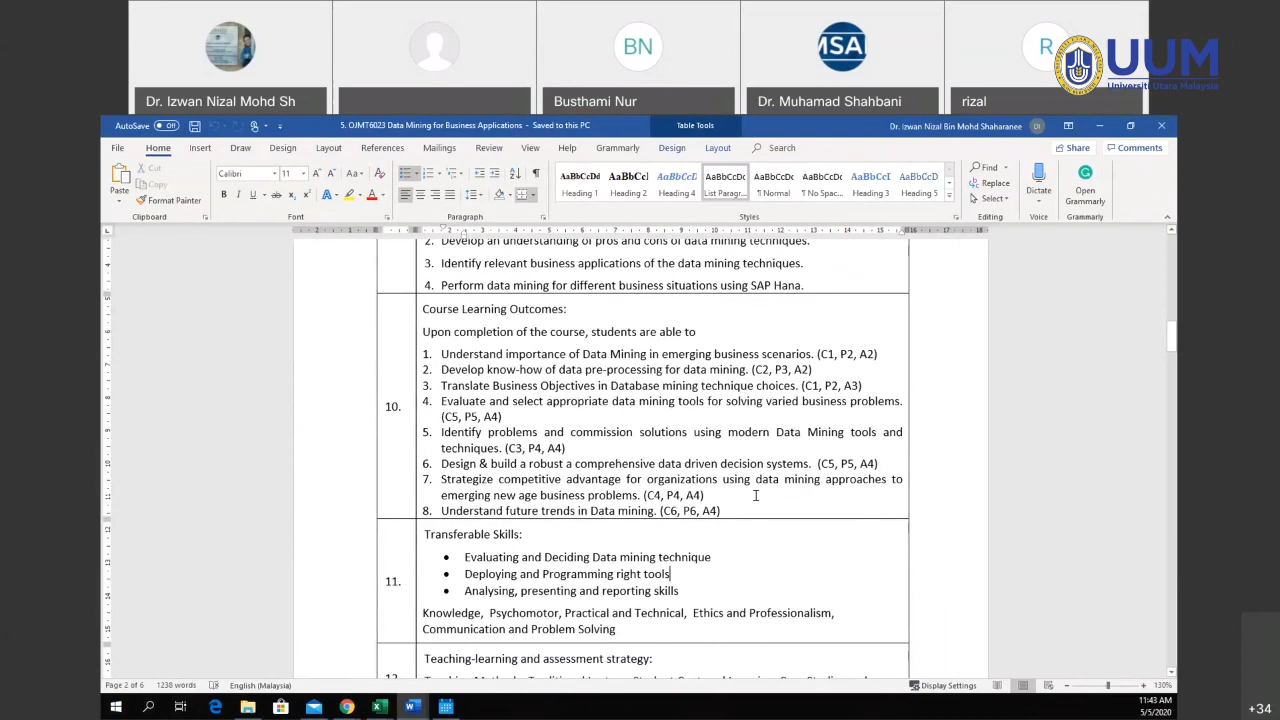 BN
MSA
R
UUM
Universiti Utara Malaysia
Dr. Izwan Nizal Mohd Sh
Busthami Nur
Dr. Muhamad Shahbani
rizal
AutoSave Off
5. OJMT6023 Data Mining for Business Applications - Saved to this PC
Table Tools
Dr. Izwan Nizal Bin Mohd Shaharanee
DI
File Home Insert Draw Design Layout References Mailings Review View Help Grammarly Design Layout Search
Share Comments
Paste
Cut
Copy
Format Painter
Calibri 11
Clipboard Font Paragraph Styles Editing Voice Grammarly
AaBbCcDc Heading 1
AaBbCcl Heading 2
AaBbCcD Heading 4
AaBbCcDc List Paragr...
AaBbCcDc ¶ Normal
AaBbCcDc ¶ No Spac...
AaBbCcD Heading 3
AaBbCcD Heading 5
Find
Replace
Select
Dictate
Open Grammarly
2. Develop an understanding of pros and cons of data mining techniques.
3. Identify relevant business applications of the data mining techniques.
4. Perform data mining for different business situations using SAP Hana.
10.
Course Learning Outcomes:
Upon completion of the course, students are able to
1. Understand importance of Data Mining in emerging business scenarios. (C1, P2, A2)
2. Develop know-how of data pre-processing for data mining. (C2, P3, A2)
3. Translate Business Objectives in Database mining technique choices. (C1, P2, A3)
4. Evaluate and select appropriate data mining tools for solving varied business problems.
(C5, P5, A4)
5. Identify problems and commission solutions using modern Data Mining tools and
techniques. (C3, P4, A4)
6. Design & build a robust a comprehensive data driven decision systems. (C5, P5, A4)
7. Strategize competitive advantage for organizations using data mining approaches to
emerging new age business problems. (C4, P4, A4)
8. Understand future trends in Data mining. (C6, P6, A4)
11.
Transferable Skills:
• Evaluating and Deciding Data mining technique
• Deploying and Programming right tools
• Analysing, presenting and reporting skills
Knowledge, Psychomotor, Practical and Technical, Ethics and Professionalism,
Communication and Problem Solving
Teaching-learning and assessment strategy:
Page 2 of 6 1238 words English (Malaysia)
Display Settings
130%
11:43 AM
5/5/2020
+34